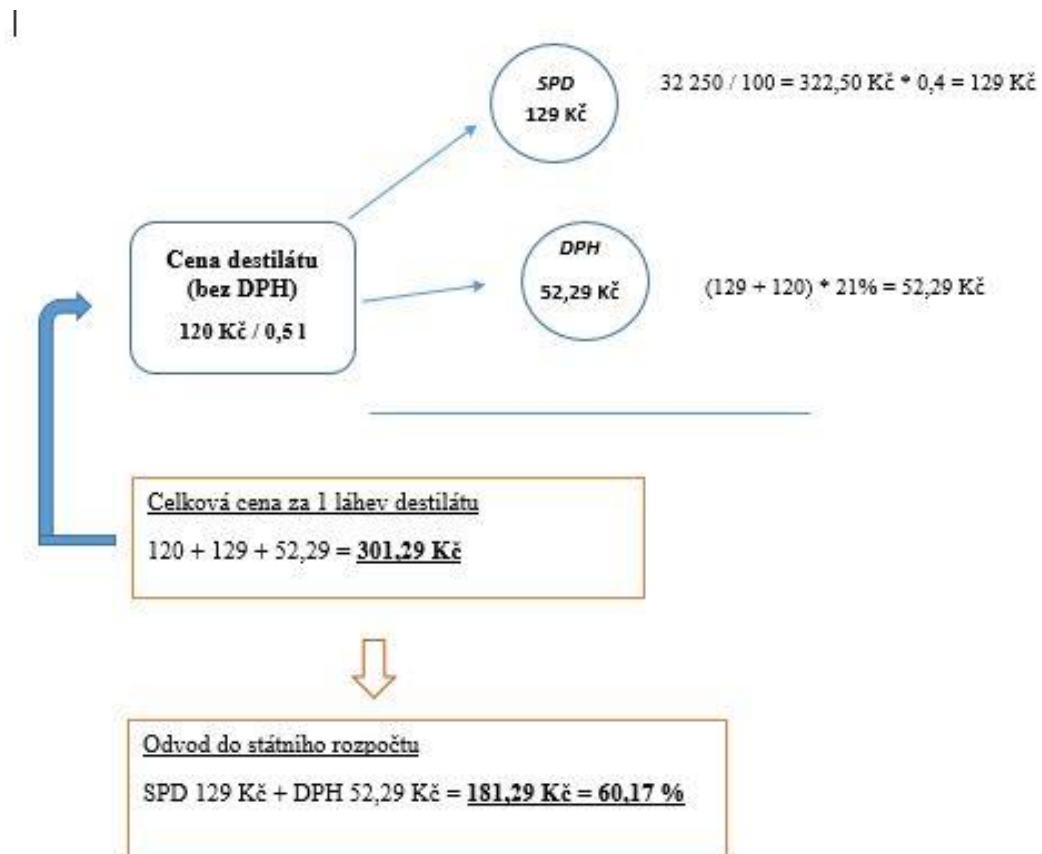 SPD
129 Kč
32 250 / 100 = 322,50 Kč * 0,4 = 129 Kč
Cena destilátu
(bez DPH)
120 Kč / 0,5 l
DPH
52,29 Kč
(129 + 120) * 21% = 52,29 Kč
Celková cena za 1 láhev destilátu
120 + 129 + 52,29 = 301,29 Kč
Odvod do státního rozpočtu
SPD 129 Kč + DPH 52,29 Kč = 181,29 Kč = 60,17 %